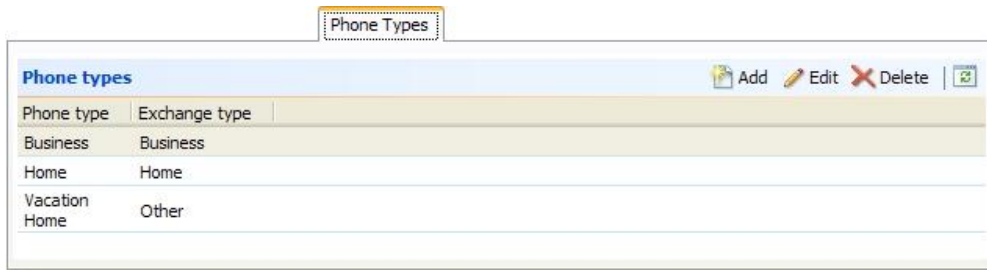 Phone Types
Phone types
Add Edit Delete
Phone type Exchange type
Business Business
Home Home
Vacation Home Other